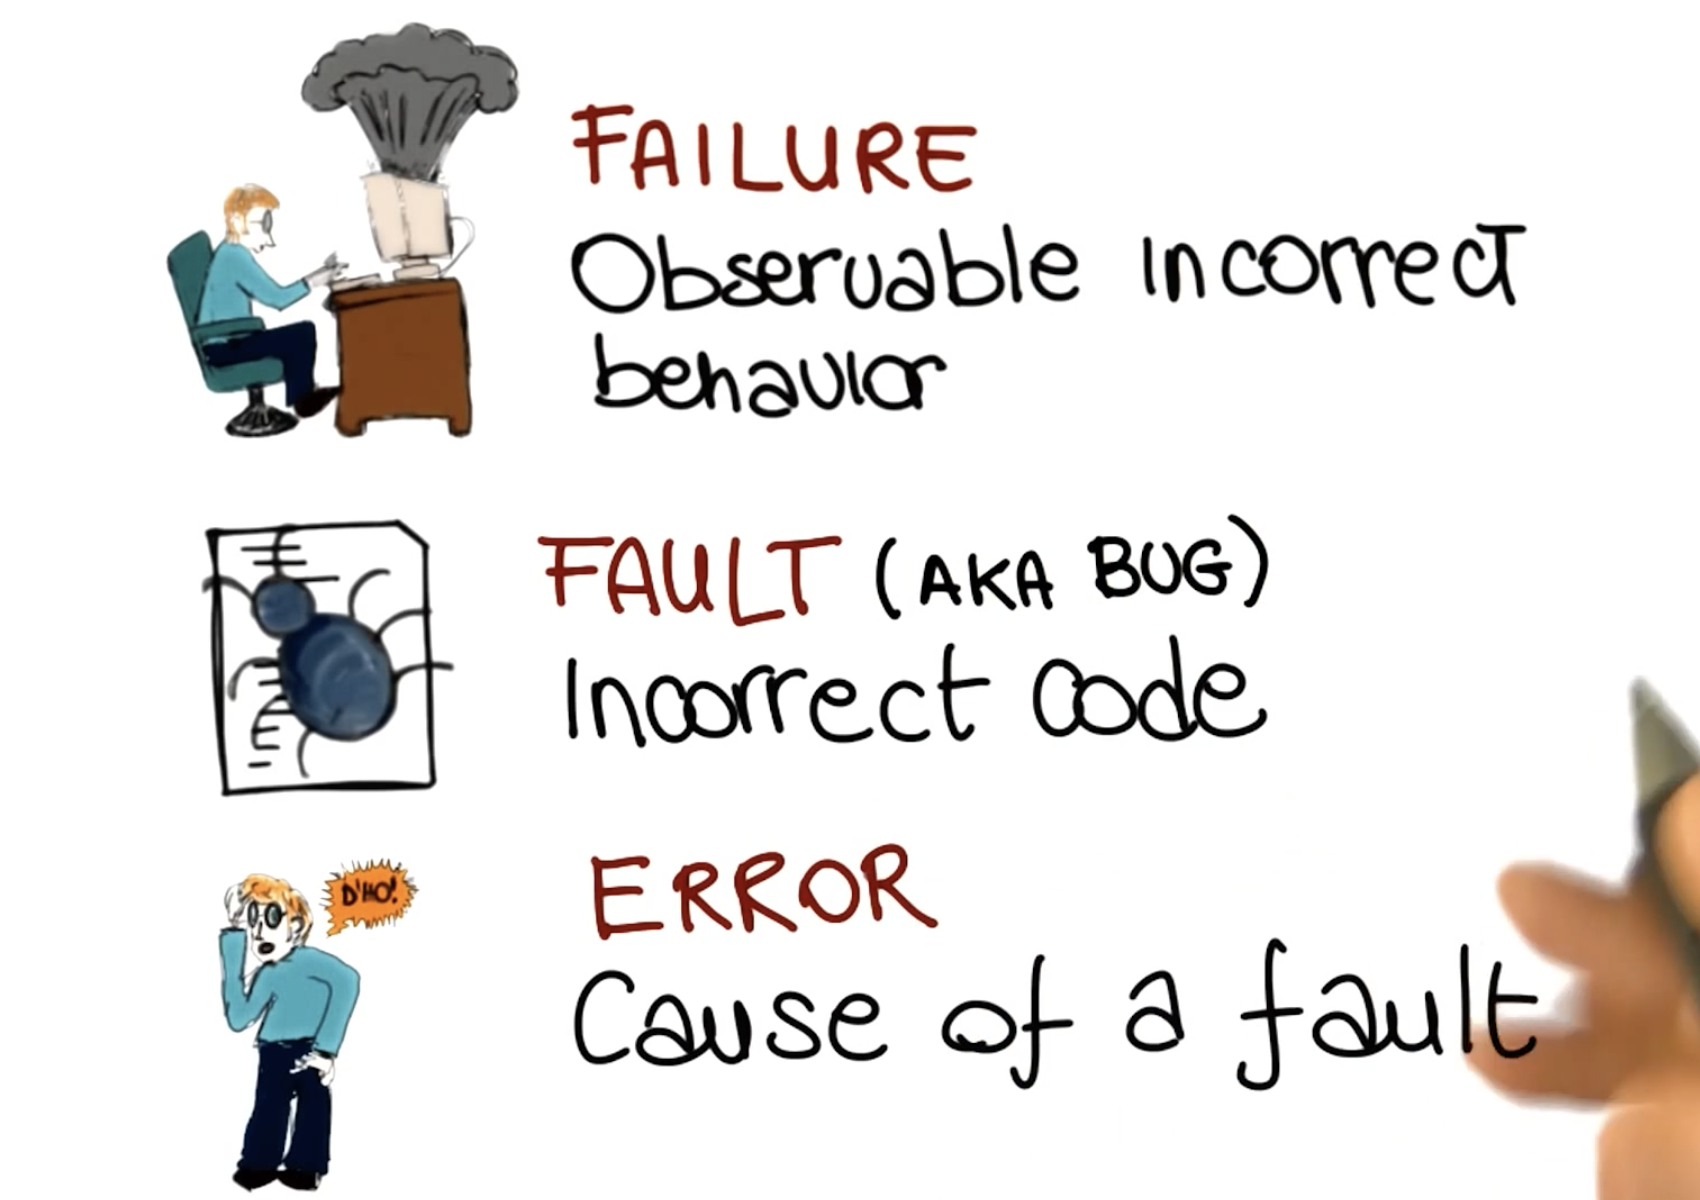 FAILURE
Observable incorrect
behavior
FAULT (AKA BUG)
Incorrect code
D'HO!
ERROR
Cause of a fault